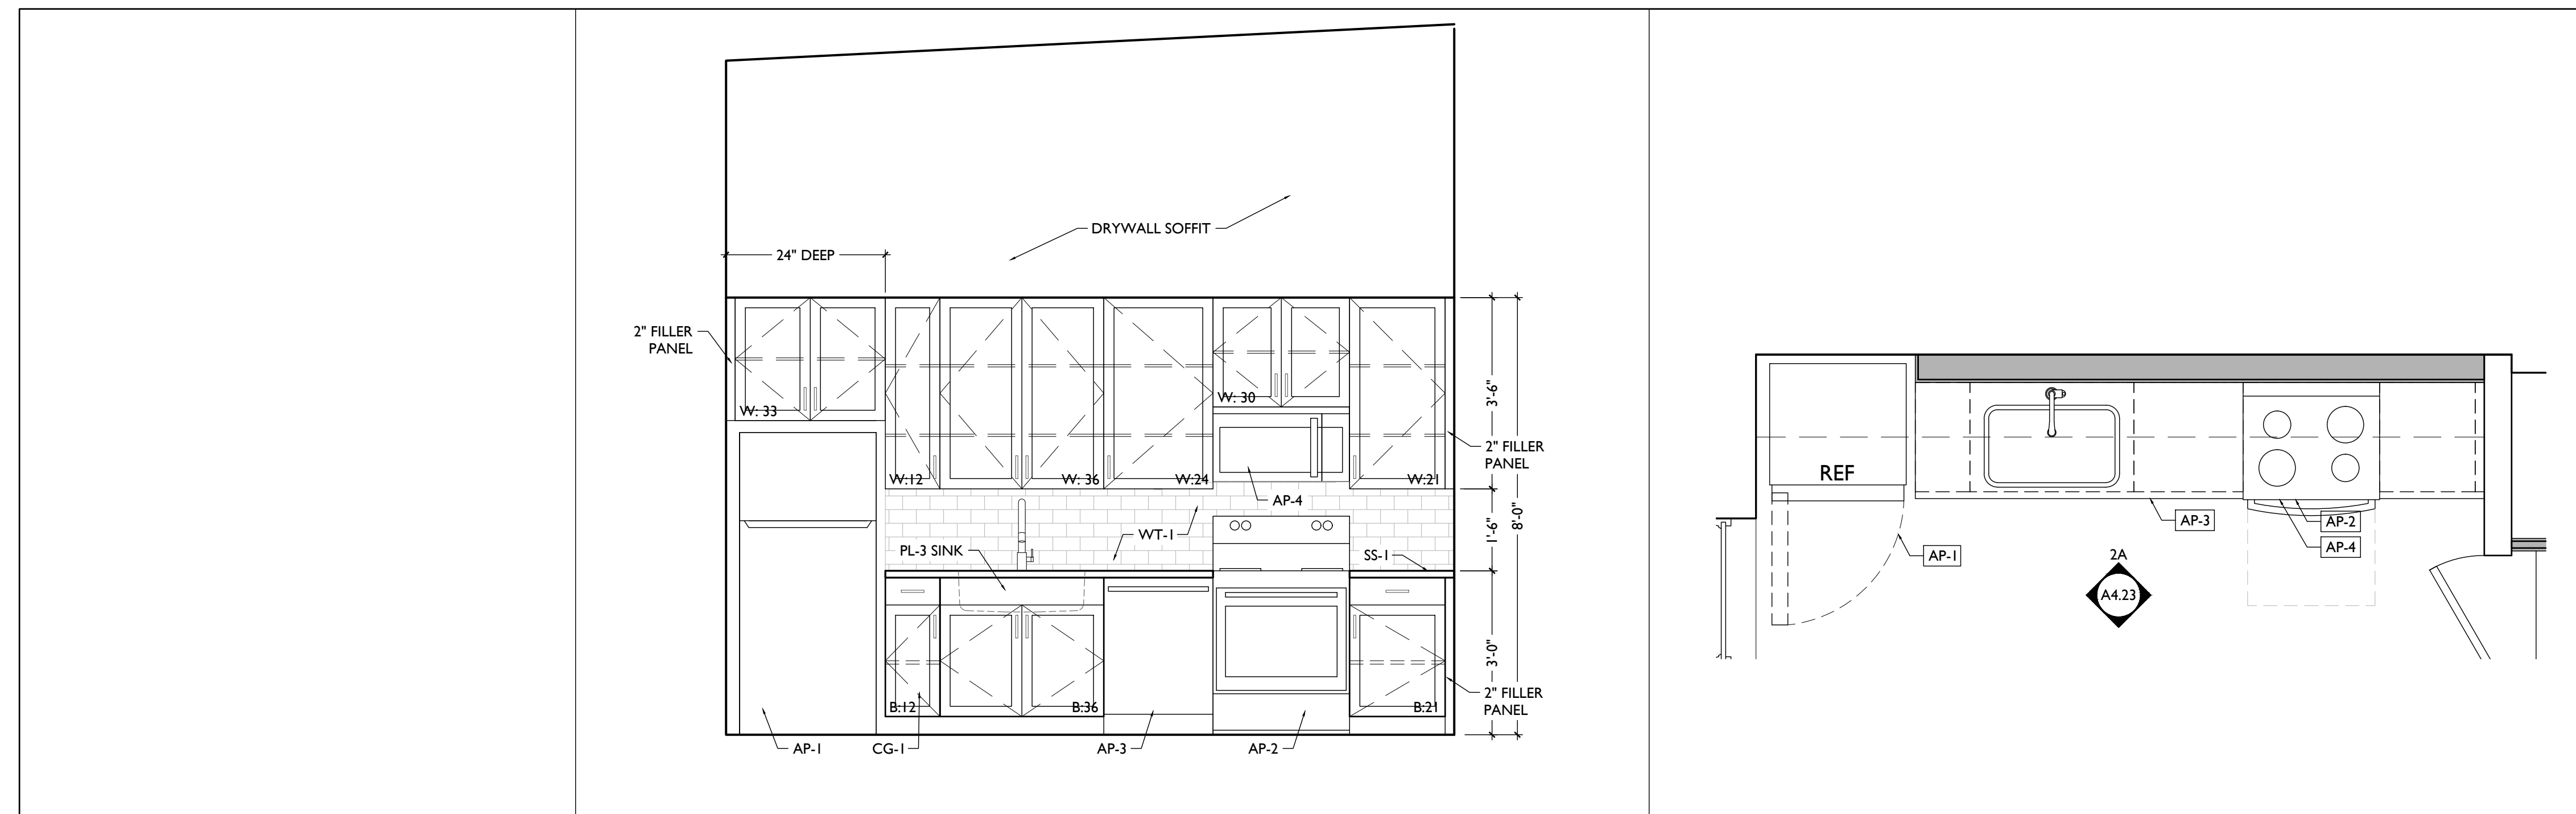 DRYWALL SOFFIT
24" DEEP
2" FILLER
PANEL
W: 33
W: 30
W:12
W: 36
W:24
W:21
3'-6"
1'-6"
8'-0"
3'-0"
2" FILLER
PANEL
AP-4
WT-1
PL-3 SINK
SS-1
B:12
B:36
B:21
2" FILLER
PANEL
AP-1
CG-1
AP-3
AP-2
REF
AP-3
AP-2
AP-4
AP-1
2A
A4.23